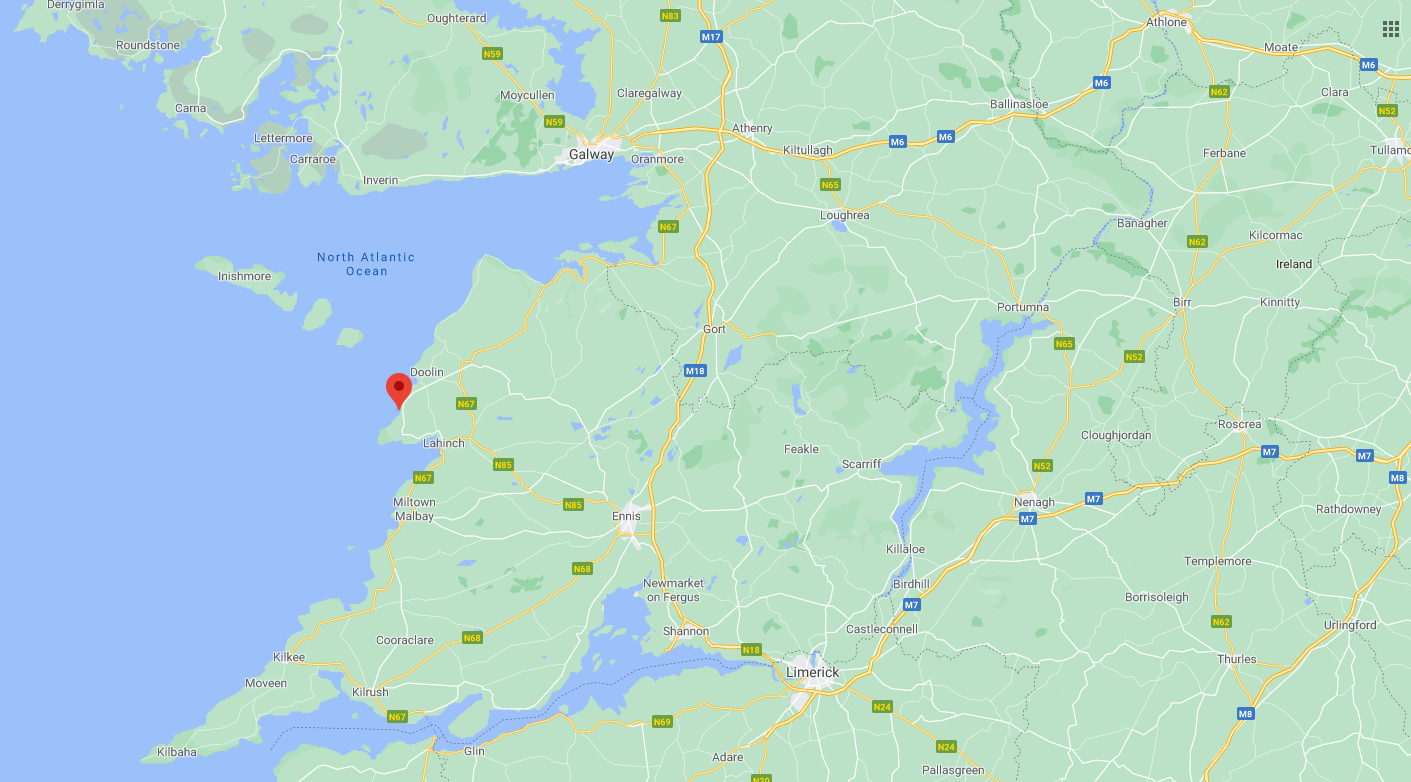 Derrygimla
Oughterard
N83
Athlone
Roundstone
M17
Moate
N59
M6
M6
Carna
Moycullen
Claregalway
Ballinasloe
N62
Clara
N59
Athenry
N52
Lettermore
M6
M6
Carraroe
Galway
Oranmore
Kiltullagh
Ferbane
Tullamo
Inverin
N65
Loughrea
N67
Banagher
N62
Kilcormac
North Atlantic
Ocean
Inishmore
Ireland
Portumna
Birr
Kinnitty
Gort
N65
N52
Doolin
M18
N67
Roscrea
Lahinch
Feakle
Cloughjordan
N85
Scarriff
N52
M7
M7
N67
M8
Miltown
Malbay
N85
Ennis
Nenagh
M7
M7
Rathdowney
Killaloe
N68
Templemore
Newmarket
on Fergus
Birdhill
M7
Borrisoleigh
Cooraclare
N68
Shannon
Castleconnell
N62
Urlingford
N18
Kilkee
Limerick
Thurles
Moveen
Kilrush
N67
N69
N24
M8
Kilbaha
Glin
Adare
N24
Pallasgreen
N20